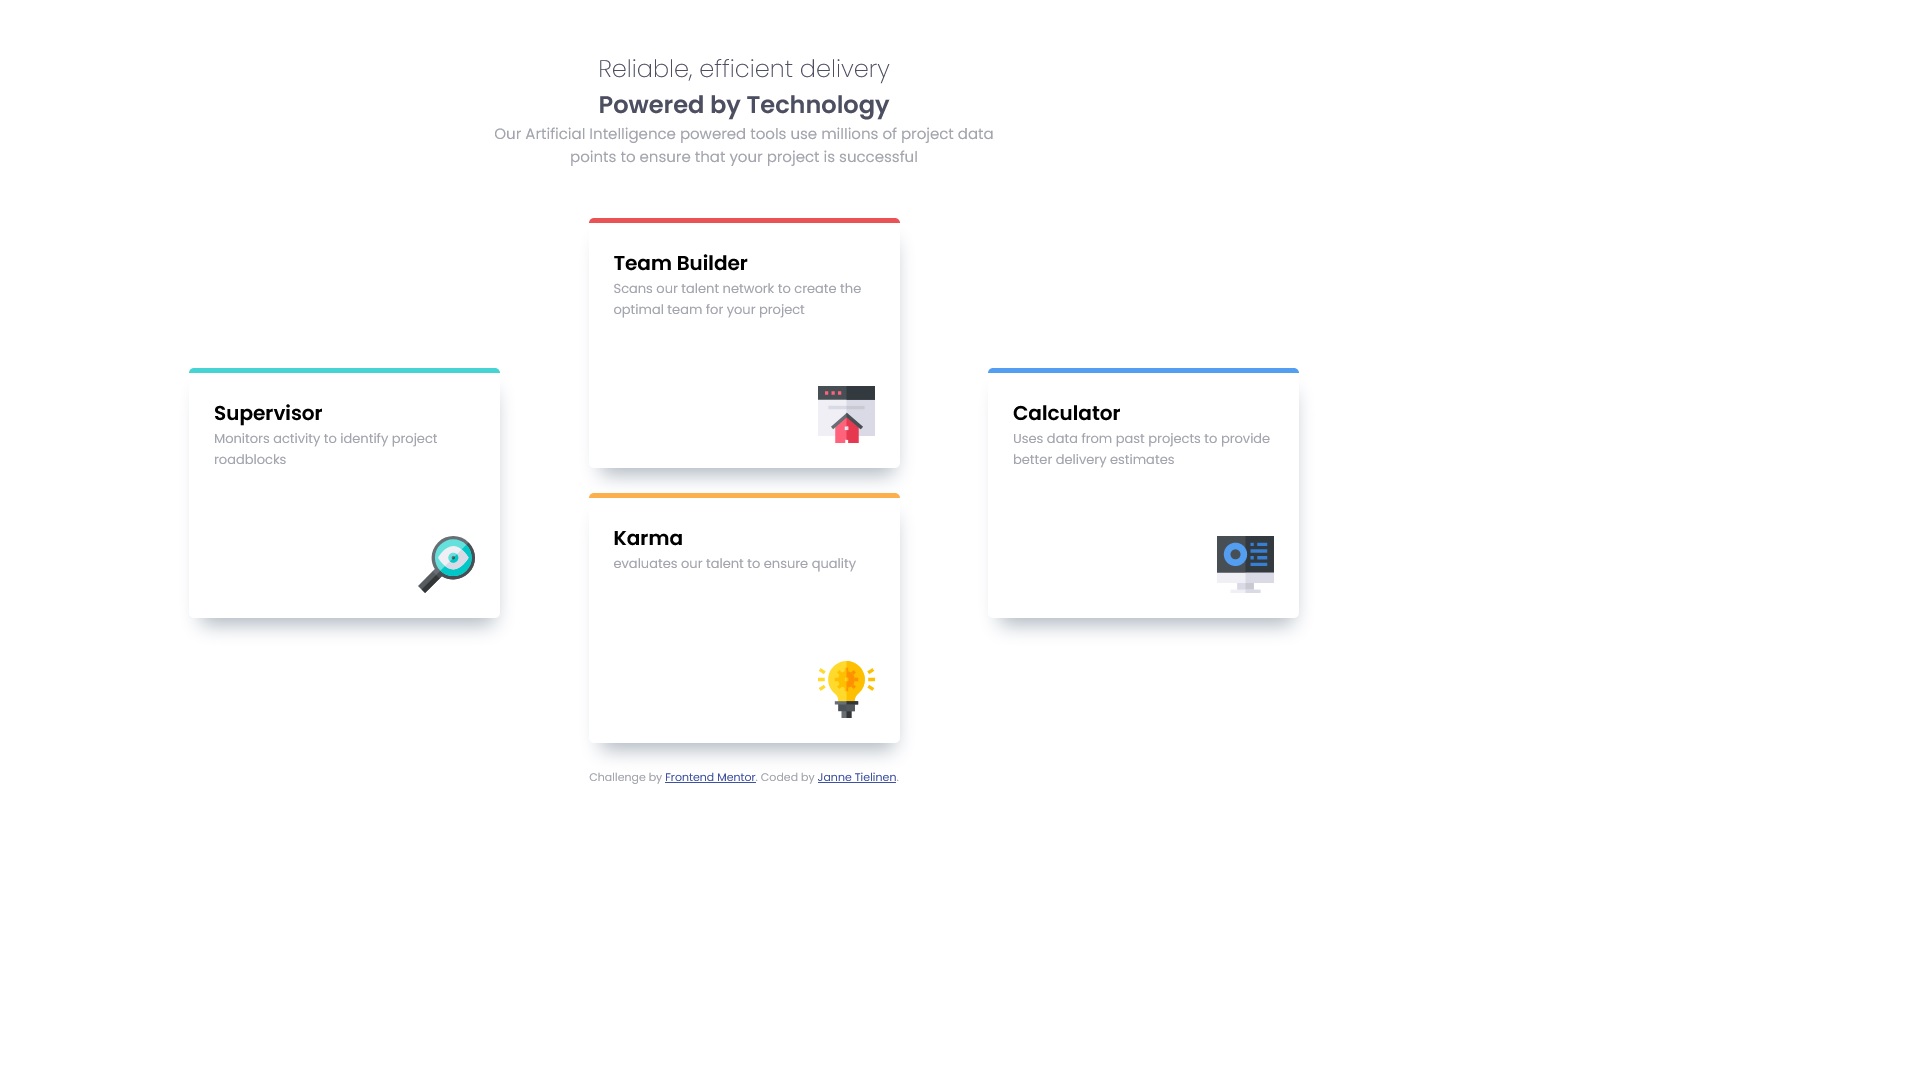 Reliable, efficient delivery
Powered by Technology
Our Artificial Intelligence powered tools use millions of project data
points to ensure that your project is successful
Team Builder
Scans our talent network to create the
optimal team for your project
Supervisor
Monitors activity to identify project
roadblocks
Calculator
Uses data from past projects to provide
better delivery estimates
Karma
evaluates our talent to ensure quality
Challenge by Frontend Mentor. Coded by Janne Tielinen.